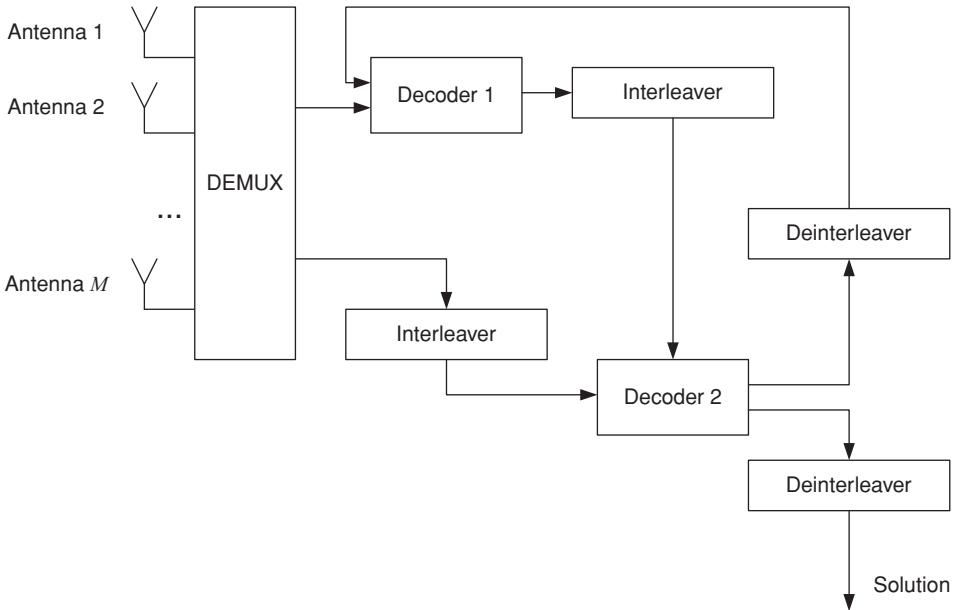 Antenna 1
Decoder 1
Interleaver
Antenna 2
DEMUX
...
Deinterleaver
Antenna M
Interleaver
Decoder 2
Deinterleaver
Solution